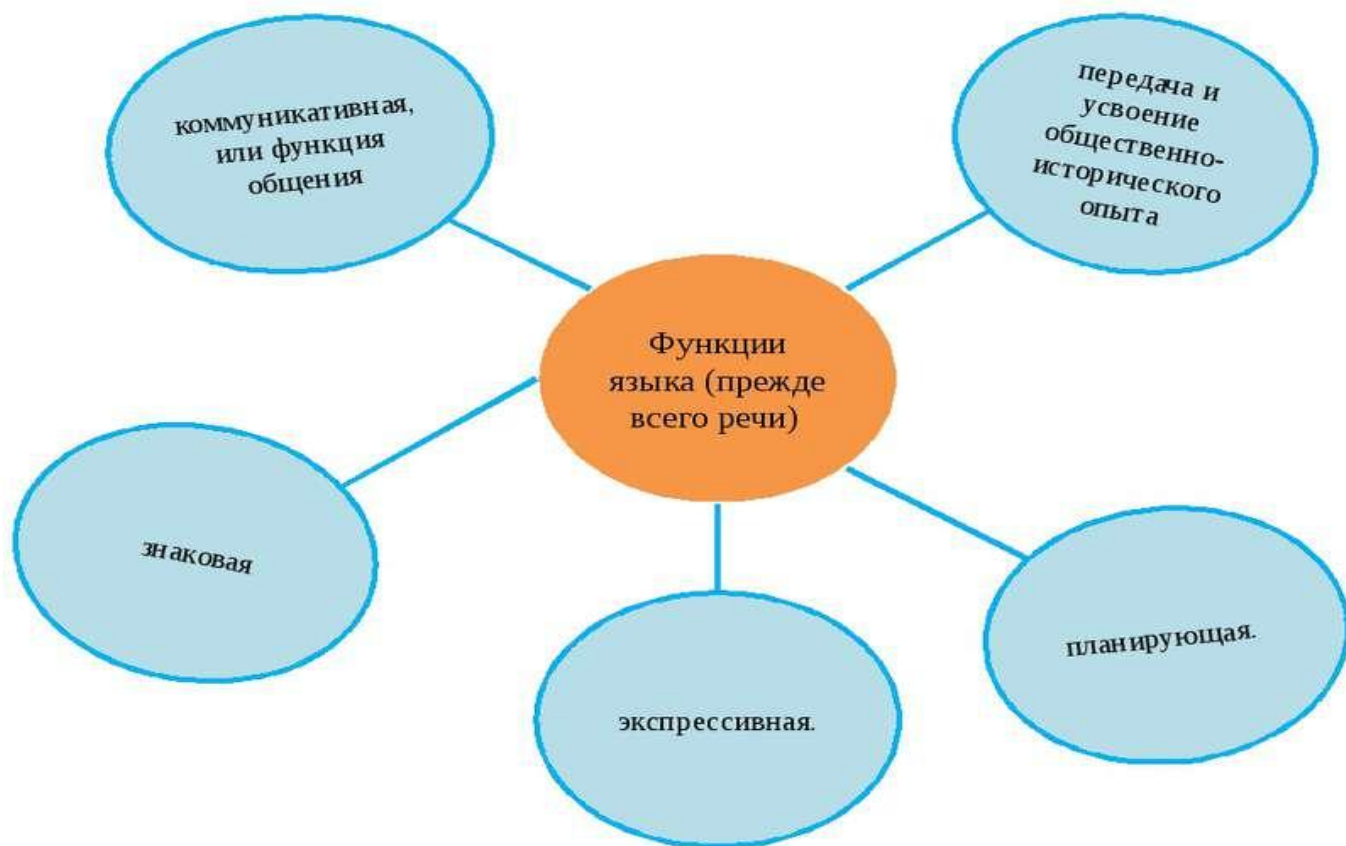 коммуникативная,
или функция
общения
передача и
усвоение
общественно-
исторического
опыта
Функции
языка (прежде
всего речи)
знаковая
экспрессивная.
планирующая.